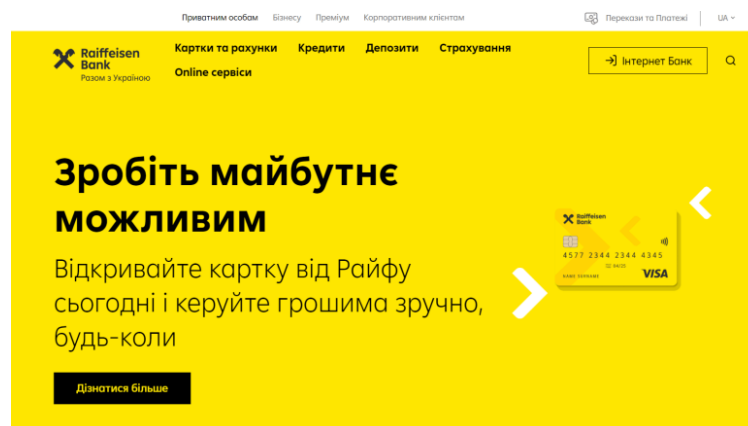 Приватним особам Бізнесу Преміум Корпоративним клієнтам Перекази та Платежі UA
Raiffeisen Bank
Разом з Україною
Картки та рахунки Кредити Депозити Страхування
Online сервіси
Інтернет Банк
Зробіть майбутнє
можливим
Відкривайте картку від Райфу
сьогодні і керуйте грошима зручно,
будь-коли
Дізнатися більше
Raiffeisen
Bank
4577 2344 2344 4345
VISA